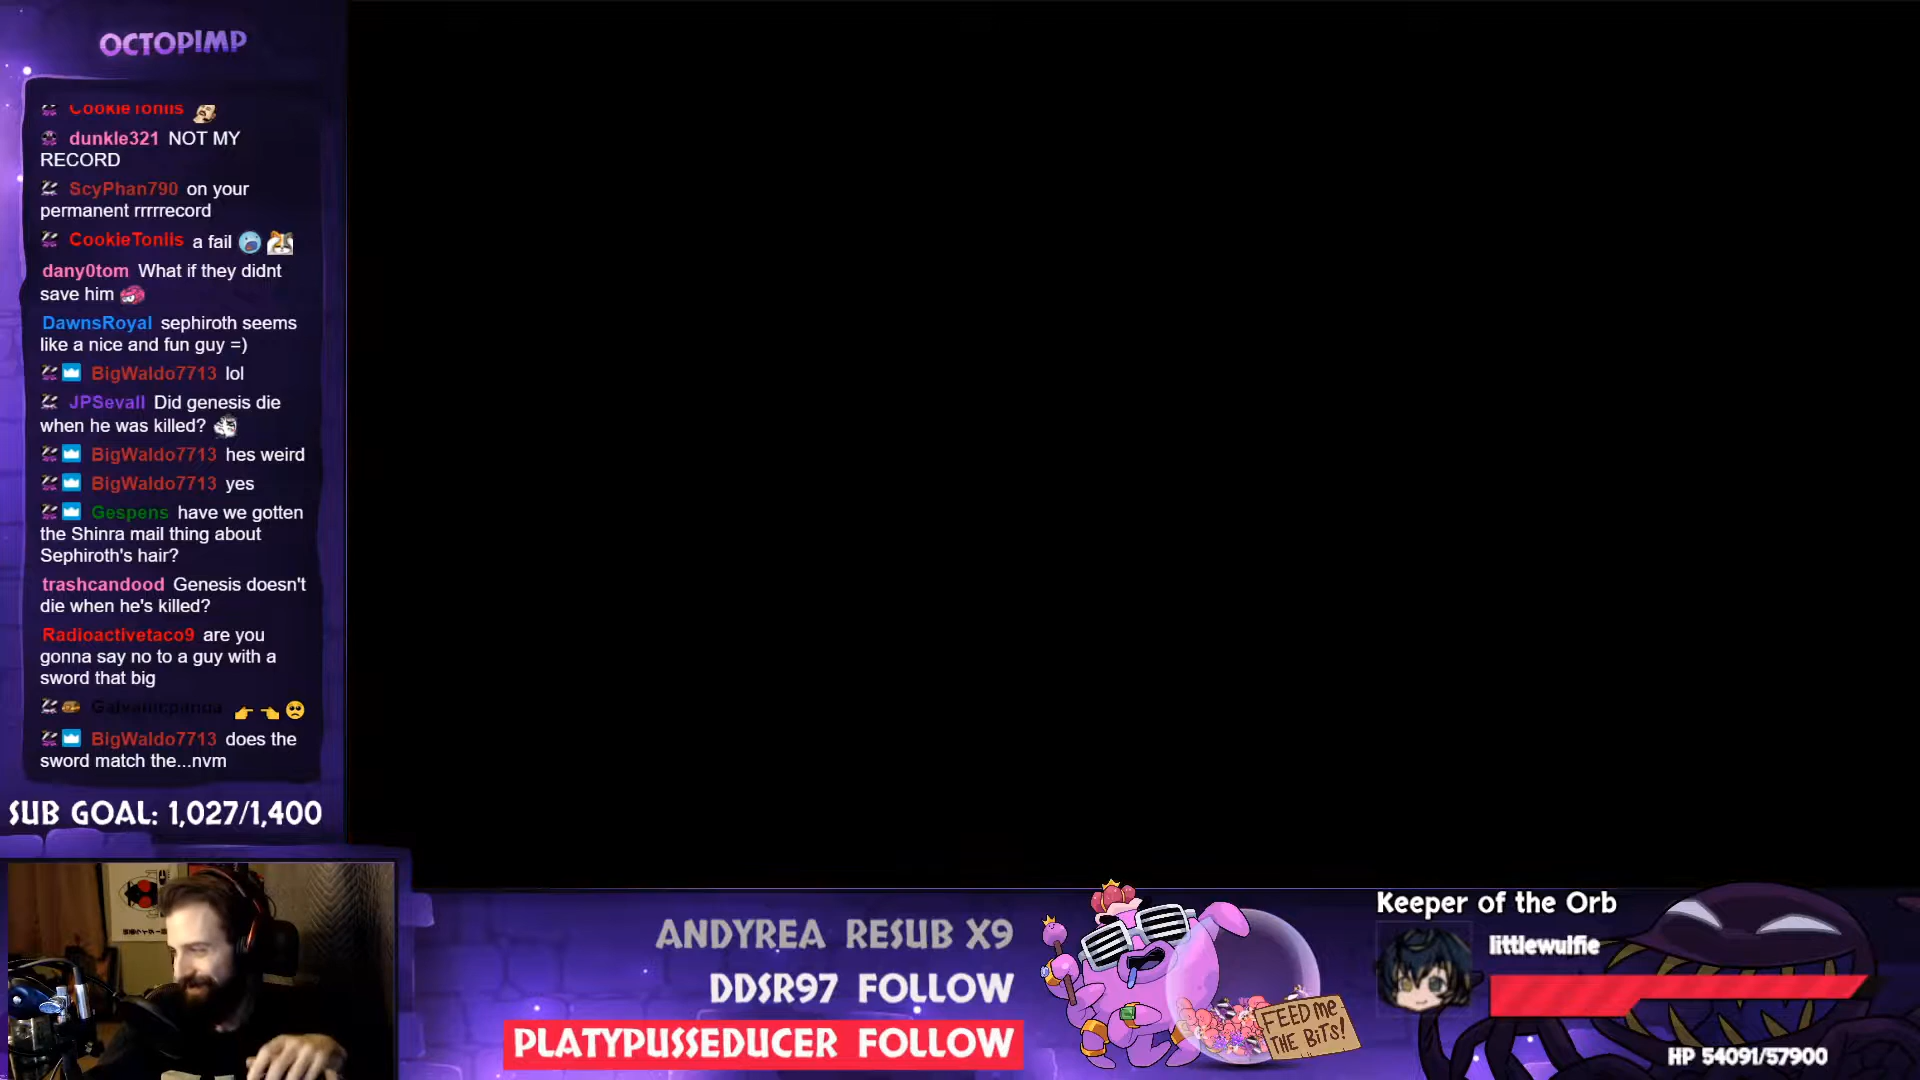 OCTOPIMP
CookieTonlis
dunkle321 NOT MY
RECORD
ScyPhan790 on your
permanent rrrrrecord
CookieTonlis a fail
dany0tom What if they didnt
save him
DawnsRoyal sephiroth seems
like a nice and fun guy =)
BigWaldo7713 lol
JPSevall Did genesis die
when he was killed?
BigWaldo7713 hes weird
BigWaldo7713 yes
Gespens have we gotten
the Shinra mail thing about
Sephiroth's hair?
trashcandood Genesis doesn't
die when he's killed?
Radioactivetaco9 are you
gonna say no to a guy with a
sword that big
Galvanicpanda
BigWaldo7713 does the
sword match the...nvm
SUB GOAL: 1,027/1,400
ANDYREA RESUB X9
DDSR97 FOLLOW
PLATYPUSSEDUCER FOLLOW
FEED ME
THE BITS!
Keeper of the Orb
littlewulfie
HP 54091/57900